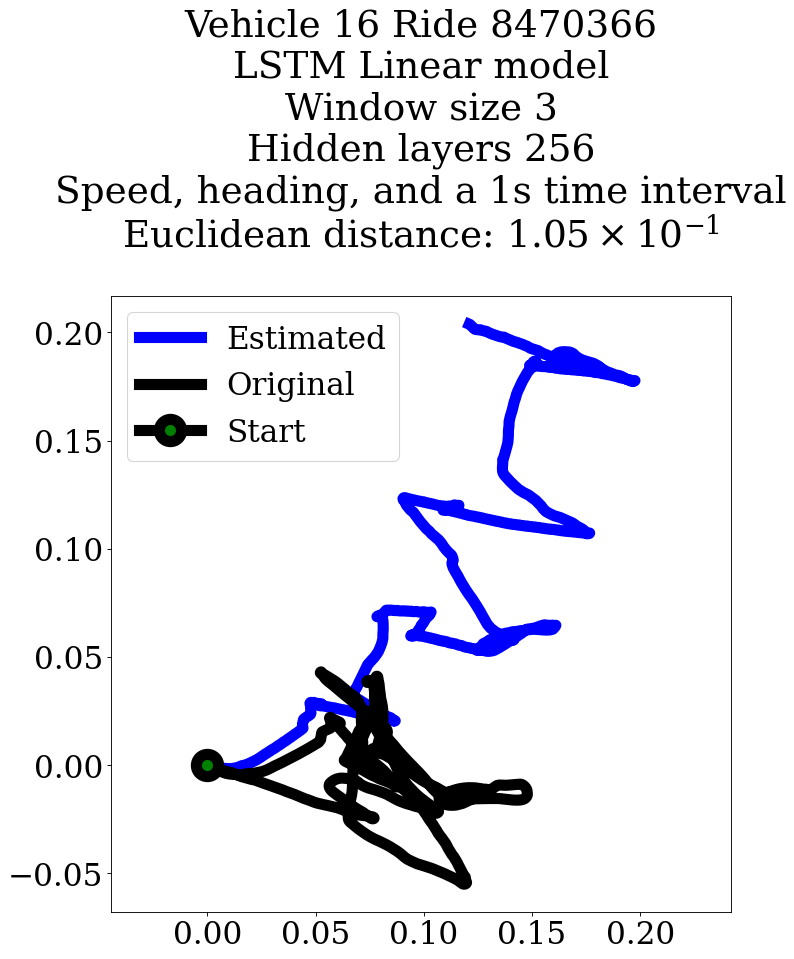 Vehicle 16 Ride 8470366
LSTM Linear model
Window size 3
Hidden layers 256
Speed, heading, and a 1s time interval
Euclidean distance: 1.05 × 10⁻¹
Estimated
Original
Start
0.20
0.15
0.10
0.05
0.00
−0.05
0.00 0.05 0.10 0.15 0.20